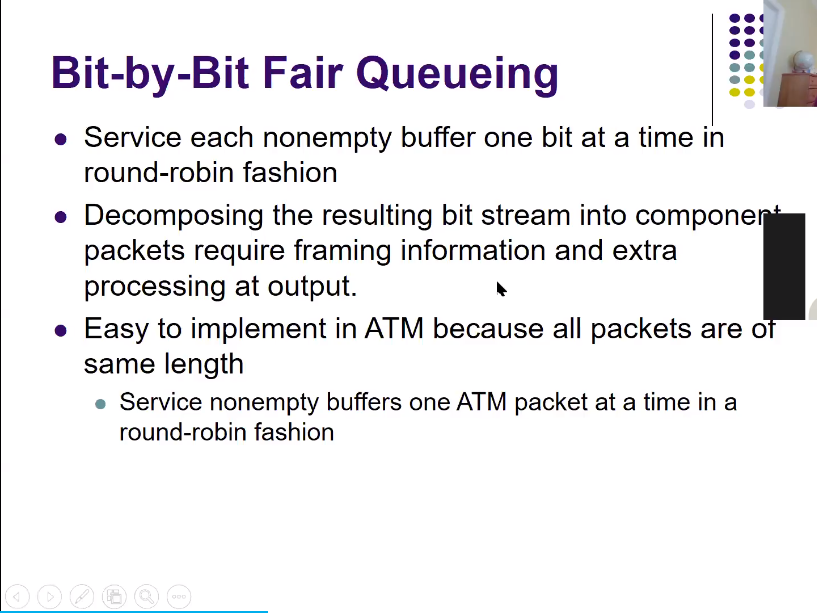 Bit-by-Bit Fair Queueing
Service each nonempty buffer one bit at a time in
round-robin fashion
Decomposing the resulting bit stream into component
packets require framing information and extra
processing at output.
Easy to implement in ATM because all packets are of
same length
Service nonempty buffers one ATM packet at a time in a
round-robin fashion